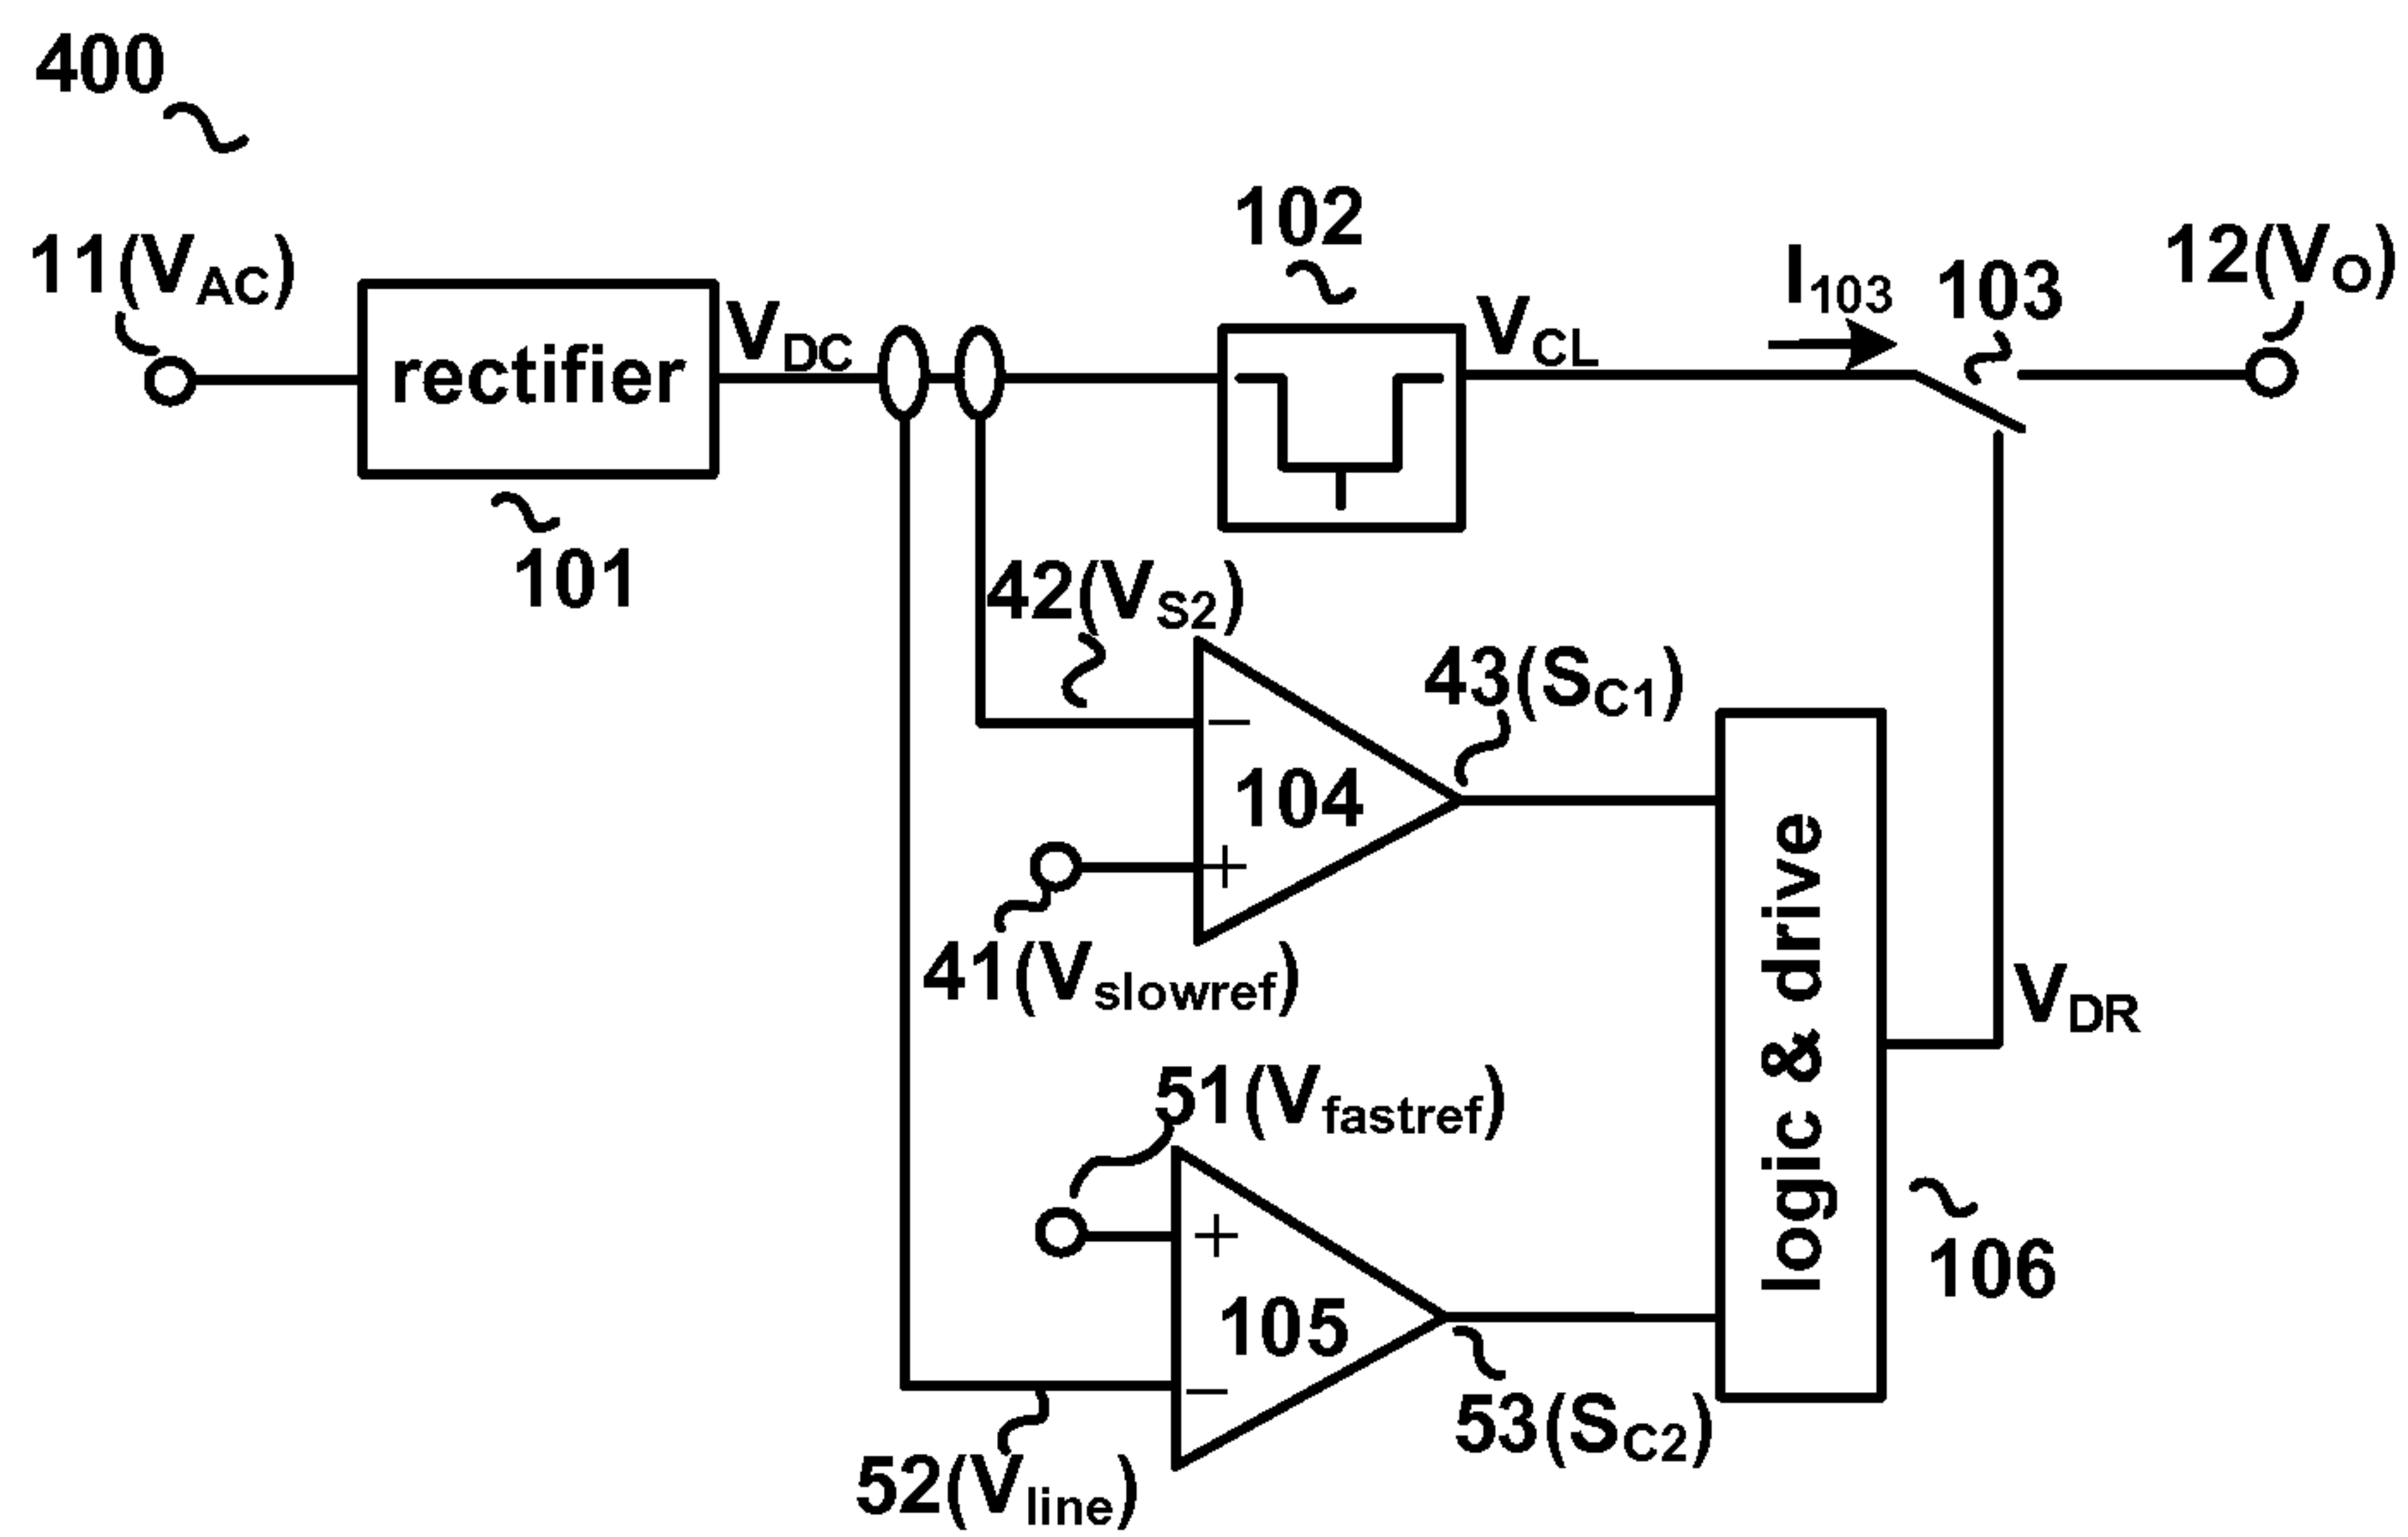 400
11(VAC)
rectifier
101
VDC
102
VCL
I103
103
12(VO)
42(VS2)
104
43(SC1)
41(Vslowref)
51(Vfastref)
105
52(Vline)
53(SC2)
logic & drive
106
VDR